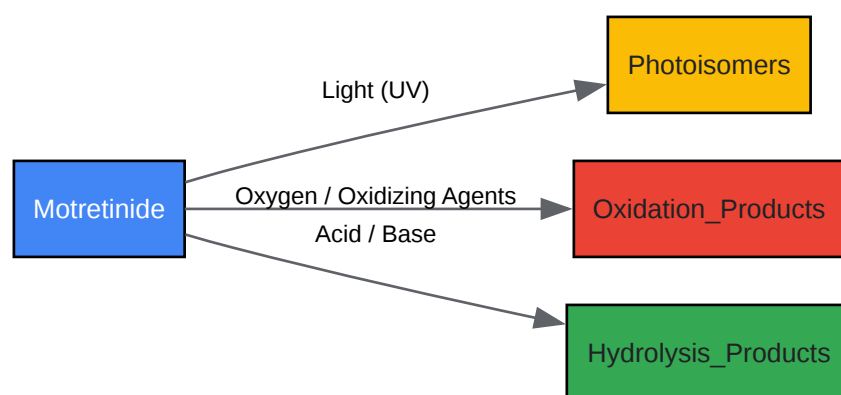 Photoisomers
Light (UV)
Motretinide
Oxygen / Oxidizing Agents
Oxidation_Products
Acid / Base
Hydrolysis_Products